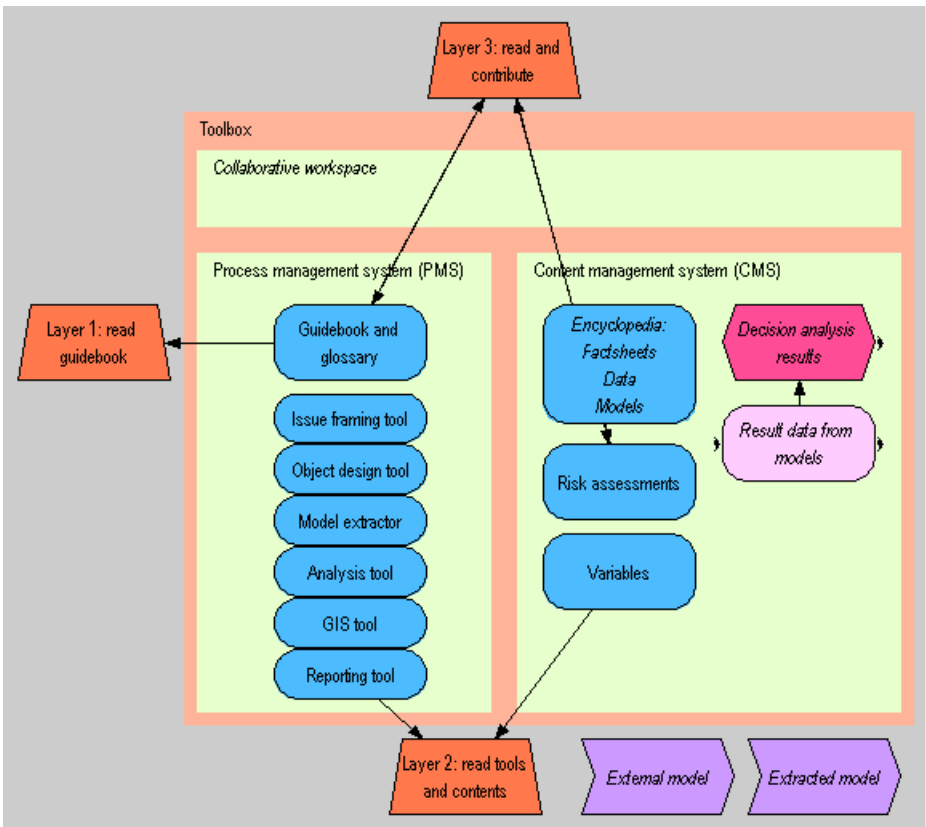 Layer 3: read and
contribute
Toolbox
Collaborative workspace
Process management system (PMS)
Content management system (CMS)
Layer 1: read
guidebook
Guidebook and
glossary
Issue framing tool
Object design tool
Model extractor
Analysis tool
GIS tool
Reporting tool
Encyclopedia:
Factsheets
Data
Models
Risk assessments
Variables
Decision analysis
results
Result data from
models
Layer 2: read tools
and contents
External model
Extracted model